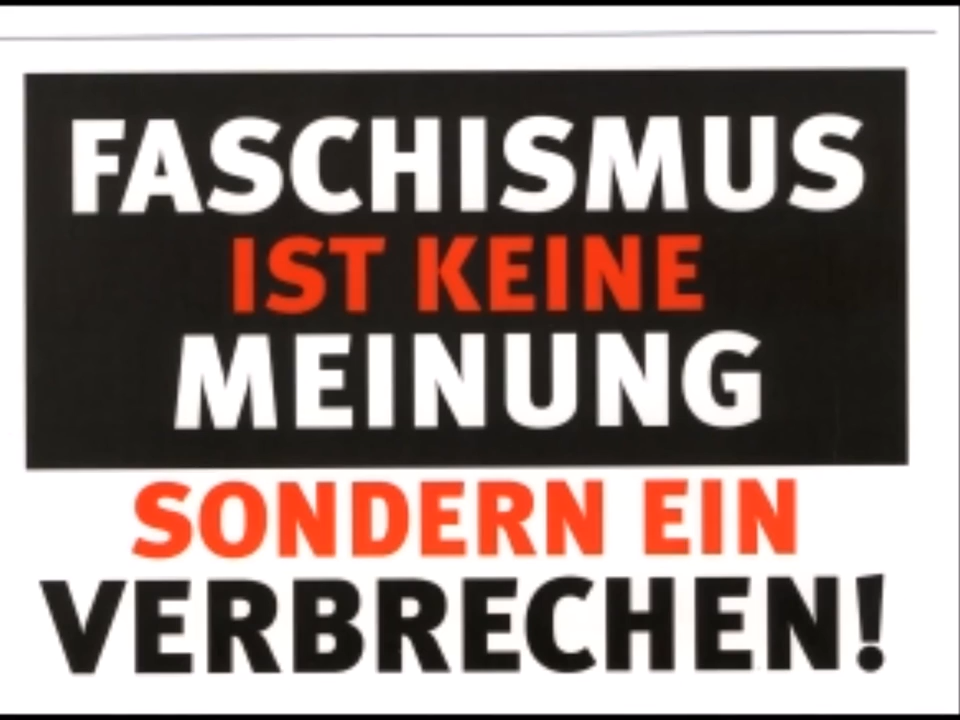 FASCHISMUS
IST KEINE
MEINUNG
SONDERN EIN
VERBRECHEN!